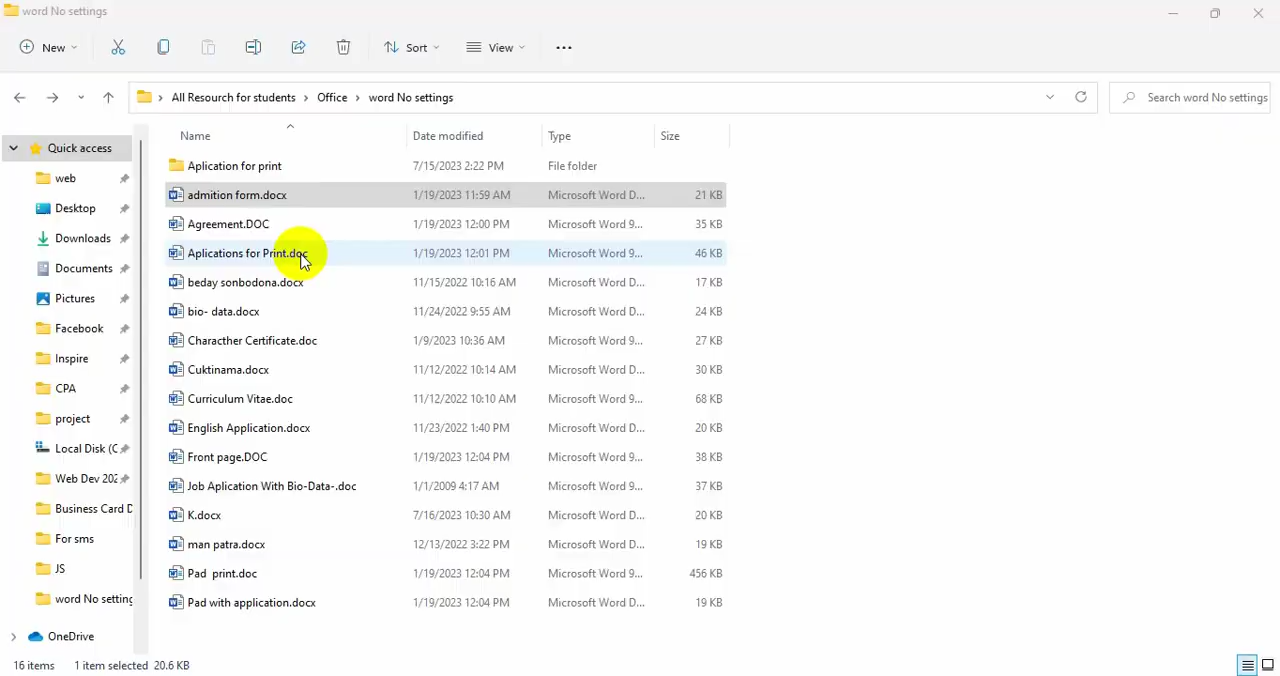 word No settings
New
Sort
View
All Resourch for students > Office > word No settings
Search word No settings
Name Date modified Type Size
Quick access
web
Desktop
Downloads
Documents
Pictures
Facebook
Inspire
CPA
project
Local Disk (C
Web Dev 202
Business Card D
For sms
JS
word No setting
OneDrive
Aplication for print 7/15/2023 2:22 PM File folder
admition form.docx 1/19/2023 11:59 AM Microsoft Word D... 21 KB
Agreement.DOC 1/19/2023 12:00 PM Microsoft Word 9... 35 KB
Aplications for Print.doc 1/19/2023 12:01 PM Microsoft Word 9... 46 KB
beday sonbodona.docx 11/15/2022 10:16 AM Microsoft Word D... 17 KB
bio- data.docx 11/24/2022 9:55 AM Microsoft Word D... 24 KB
Characther Certificate.doc 1/9/2023 10:36 AM Microsoft Word 9... 27 KB
Cuktinama.docx 11/12/2022 10:14 AM Microsoft Word D... 30 KB
Curriculum Vitae.doc 11/12/2022 10:10 AM Microsoft Word 9... 68 KB
English Application.docx 11/23/2022 1:40 PM Microsoft Word D... 20 KB
Front page.DOC 1/19/2023 12:04 PM Microsoft Word 9... 38 KB
Job Aplication With Bio-Data-.doc 1/1/2009 4:17 AM Microsoft Word 9... 37 KB
K.docx 7/16/2023 10:30 AM Microsoft Word D... 20 KB
man patra.docx 12/13/2022 3:22 PM Microsoft Word D... 19 KB
Pad  print.doc 1/19/2023 12:04 PM Microsoft Word 9... 456 KB
Pad with application.docx 1/19/2023 12:04 PM Microsoft Word D... 19 KB
16 items 1 item selected 20.6 KB